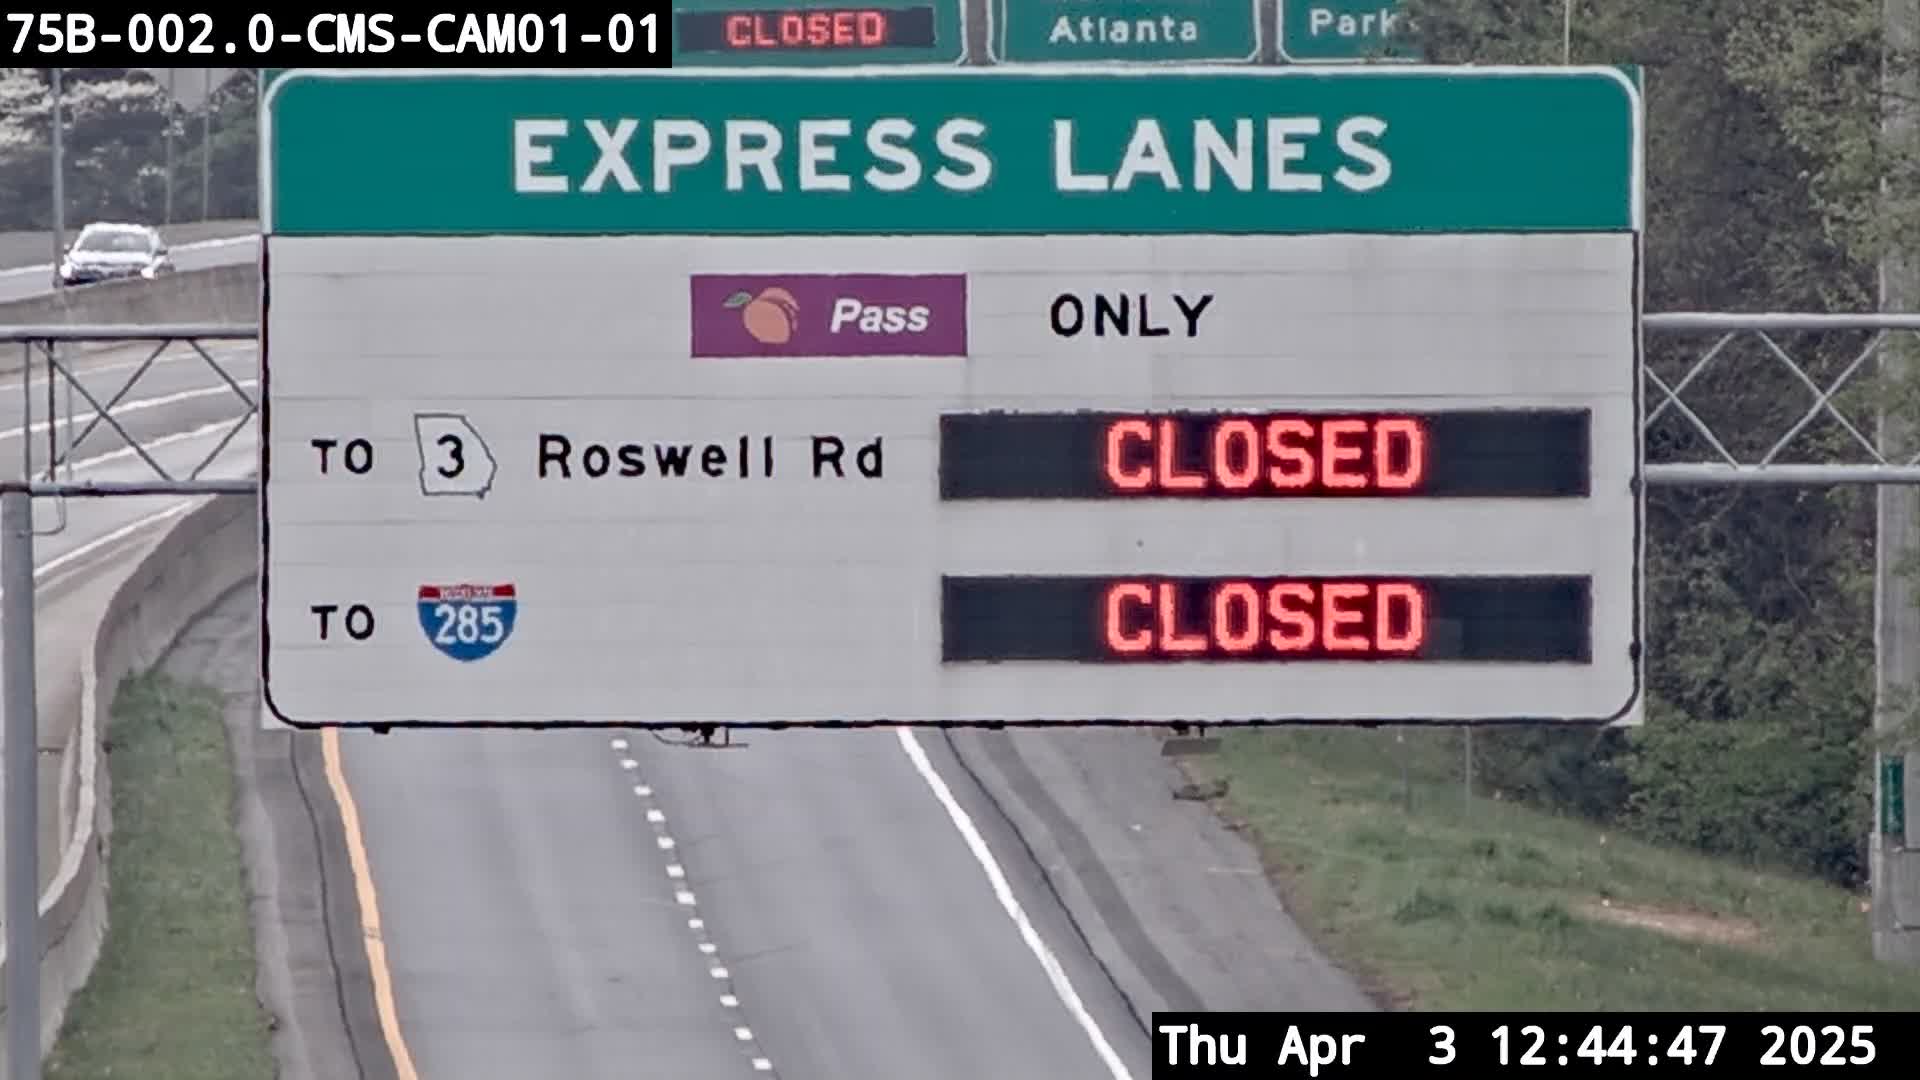 75B-002.0-CMS-CAM01-01
CLOSED
Atlanta
Park
EXPRESS LANES
Pass ONLY
TO 3 Roswell Rd CLOSED
TO 285 CLOSED
Thu Apr 3 12:44:47 2025